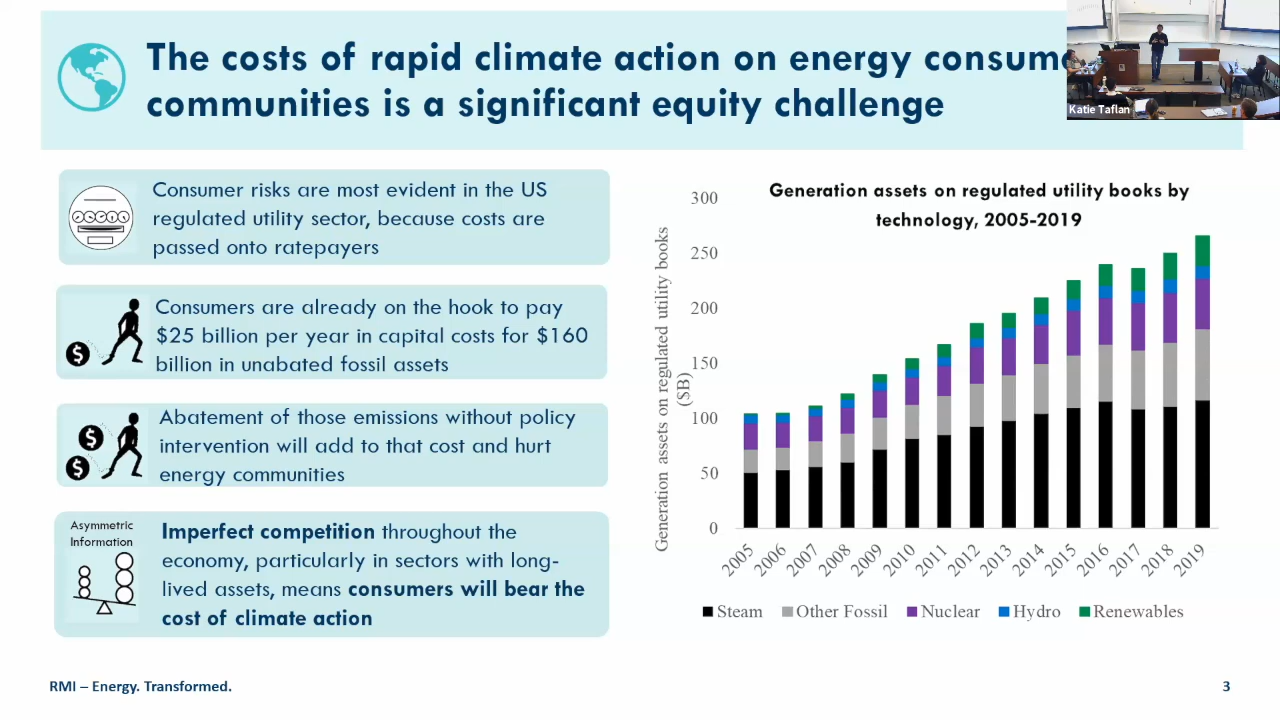 The costs of rapid climate action on energy consume
communities is a significant equity challenge
Katie Taflan
Consumer risks are most evident in the US
regulated utility sector, because costs are
passed onto ratepayers
Consumers are already on the hook to pay
$25 billion per year in capital costs for $160
billion in unabated fossil assets
Abatement of those emissions without policy
intervention will add to that cost and hurt
energy communities
Asymmetric
Information
Imperfect competition throughout the
economy, particularly in sectors with long-
lived assets, means consumers will bear the
cost of climate action
Generation assets on regulated utility books by
technology, 2005-2019
Generation assets on regulated utility books
($B)
300
250
200
150
100
50
0
2005
2006
2007
2008
2009
2010
2011
2012
2013
2014
2015
2016
2017
2018
2019
Steam
Other Fossil
Nuclear
Hydro
Renewables
RMI – Energy. Transformed.
3